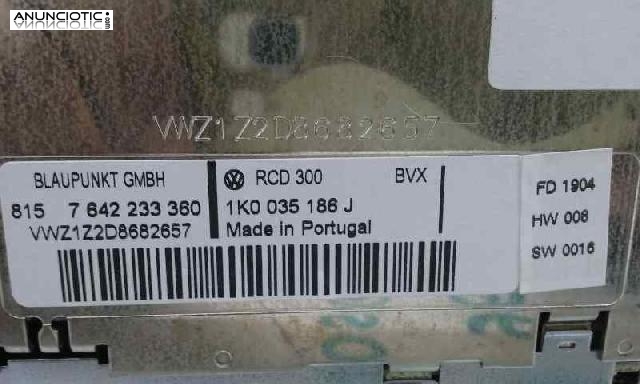 ANUNCIOTIC.com
VWZ1Z2D8682657
BLAUPUNKT GMBH
RCD 300
BVX
815 7 642 233 360
1K0 035 186 J
VWZ1Z2D8682657
Made in Portugal
FD 1904
HW 008
SW 0016